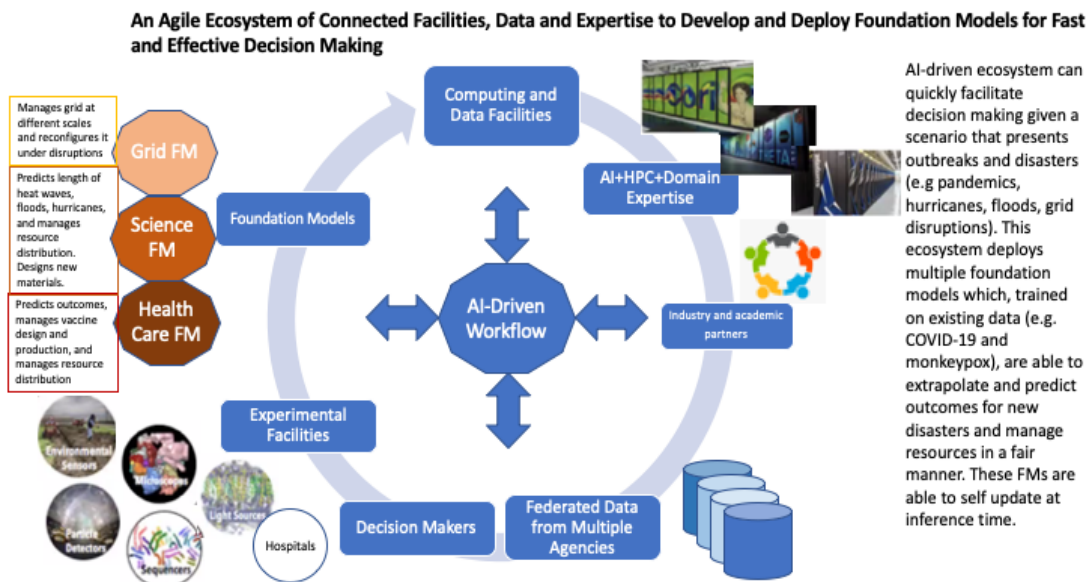 An Agile Ecosystem of Connected Facilities, Data and Expertise to Develop and Deploy Foundation Models for Fast
and Effective Decision Making
Manages grid at
different scales
and reconfigures it
under disruptions
Grid FM
Predicts length of
heat waves,
floods, hurricanes,
and manages
resource
distribution.
Designs new
materials.
Science
FM
Predicts outcomes,
manages vaccine
design and
production, and
manages resource
distribution
Health
Care FM
Foundation Models
Computing and
Data Facilities
AI+HPC+Domain
Expertise
Industry and academic
partners
AI-Driven
Workflow
Experimental
Facilities
Decision Makers
Federated Data
from Multiple
Agencies
Environmental
Sensors
Microscopes
Light Sources
Particle
Detectors
Sequencers
Hospitals
AI-driven ecosystem can
quickly facilitate
decision making given a
scenario that presents
outbreaks and disasters
(e.g pandemics,
hurricanes, floods, grid
disruptions). This
ecosystem deploys
multiple foundation
models which, trained
on existing data (e.g.
COVID-19 and
monkeypox), are able to
extrapolate and predict
outcomes for new
disasters and manage
resources in a fair
manner. These FMs are
able to self update at
inference time.